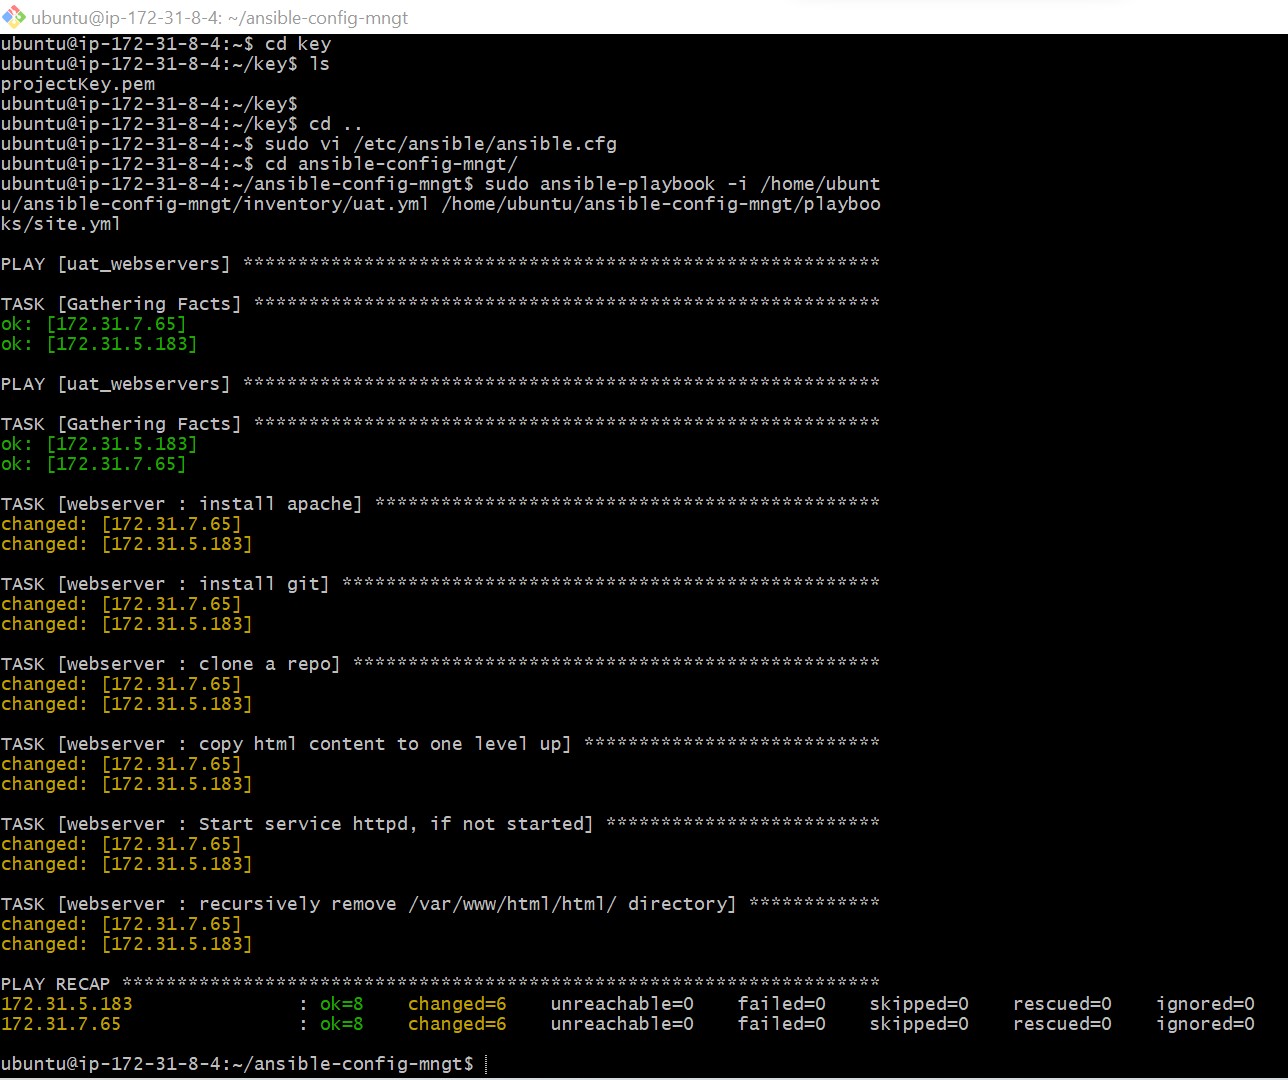 ubuntu@ip-172-31-8-4: ~/ansible-config-mngt
ubuntu@ip-172-31-8-4:~$ cd key
ubuntu@ip-172-31-8-4:~/key$ ls
projectKey.pem
ubuntu@ip-172-31-8-4:~/key$
ubuntu@ip-172-31-8-4:~/key$ cd ..
ubuntu@ip-172-31-8-4:~$ sudo vi /etc/ansible/ansible.cfg
ubuntu@ip-172-31-8-4:~$ cd ansible-config-mngt/
ubuntu@ip-172-31-8-4:~/ansible-config-mngt$ sudo ansible-playbook -i /home/ubunt
u/ansible-config-mngt/inventory/uat.yml /home/ubuntu/ansible-config-mngt/playboo
ks/site.yml
PLAY [uat_webservers] **********************************************************
TASK [Gathering Facts] *********************************************************
ok: [172.31.7.65]
ok: [172.31.5.183]
PLAY [uat_webservers] **********************************************************
TASK [Gathering Facts] *********************************************************
ok: [172.31.5.183]
ok: [172.31.7.65]
TASK [webserver : install apache] **********************************************
changed: [172.31.7.65]
changed: [172.31.5.183]
TASK [webserver : install git] *************************************************
changed: [172.31.7.65]
changed: [172.31.5.183]
TASK [webserver : clone a repo] ************************************************
changed: [172.31.7.65]
changed: [172.31.5.183]
TASK [webserver : copy html content to one level up] ***************************
changed: [172.31.7.65]
changed: [172.31.5.183]
TASK [webserver : Start service httpd, if not started] *************************
changed: [172.31.7.65]
changed: [172.31.5.183]
TASK [webserver : recursively remove /var/www/html/html/ directory] ************
changed: [172.31.7.65]
changed: [172.31.5.183]
PLAY RECAP *********************************************************************
172.31.5.183               : ok=8    changed=6    unreachable=0    failed=0    skipped=0    rescued=0    ignored=0
172.31.7.65                : ok=8    changed=6    unreachable=0    failed=0    skipped=0    rescued=0    ignored=0
ubuntu@ip-172-31-8-4:~/ansible-config-mngt$